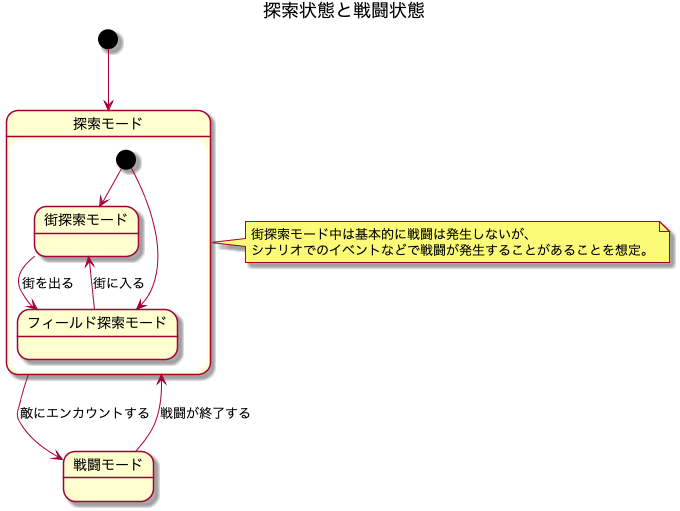 探索状態と戦闘状態
探索モード
街探索モード
街探索モード中は基本的に戦闘は発生しないが、
シナリオでのイベントなどで戦闘が発生することがあることを想定。
街を出る
街に入る
フィールド探索モード
敵にエンカウントする
戦闘が終了する
戦闘モード